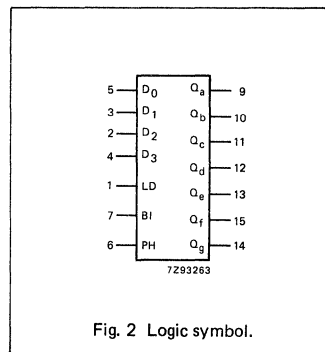 5 D0 Qa 9
3 D1 Qb 10
2 D2 Qc 11
4 D3 Qd 12
1 LD Qe 13
7 BI Qf 15
6 PH Qg 14
7Z93263
Fig. 2 Logic symbol.